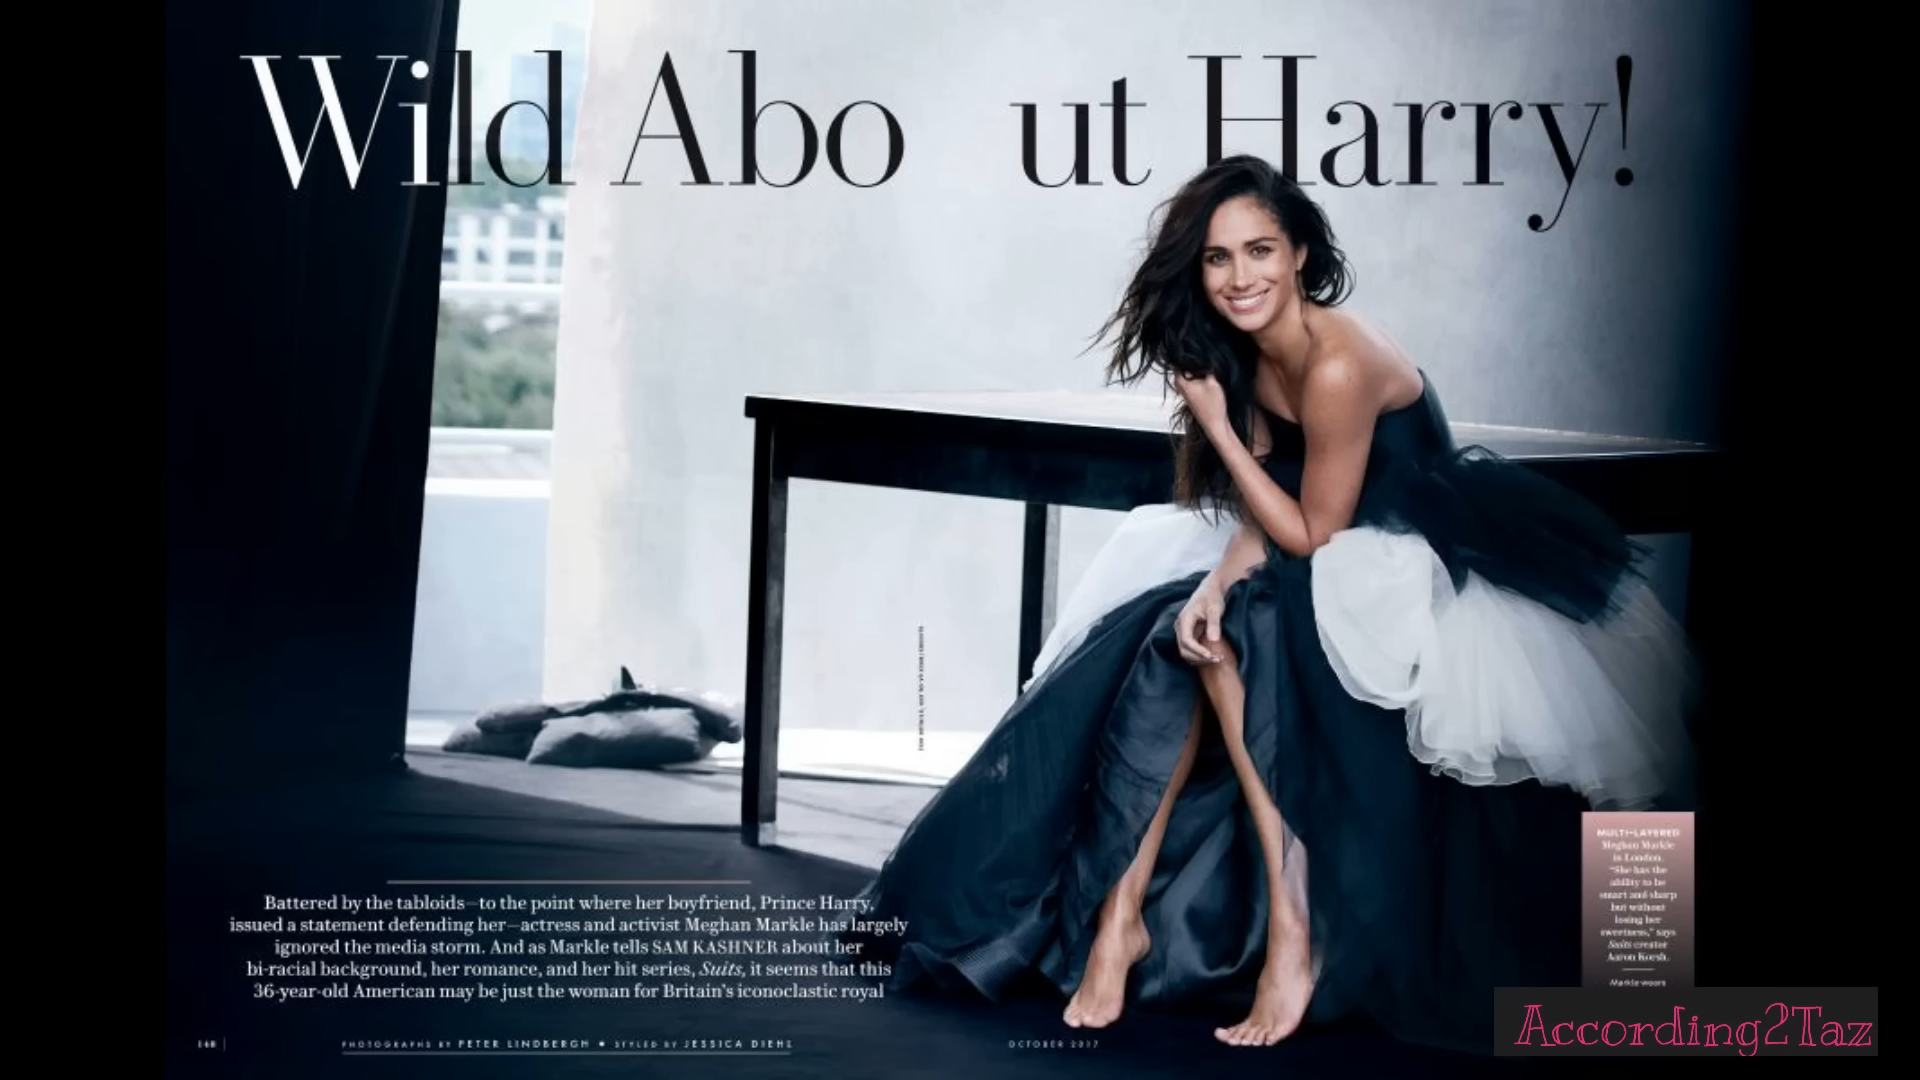 Wild About Harry!
Battered by the tabloids—to the point where her boyfriend, Prince Harry,
issued a statement defending her—actress and activist Meghan Markle has largely
ignored the media storm. And as Markle tells SAM KASHNER about her
bi-racial background, her romance, and her hit series, Suits, it seems that this
36-year-old American may be just the woman for Britain's iconoclastic royal
MULTI-LAYERED
Meghan Markle
in London.
"She has the
ability to be
smart and sharp
but without
losing her
sweetness," says
Suits creator
Aaron Korsh.
Markle wears
148
PHOTOGRAPHS BY PETER LINDBERGH • STYLED BY JESSICA DIEHL
OCTOBER 2017
According2Taz